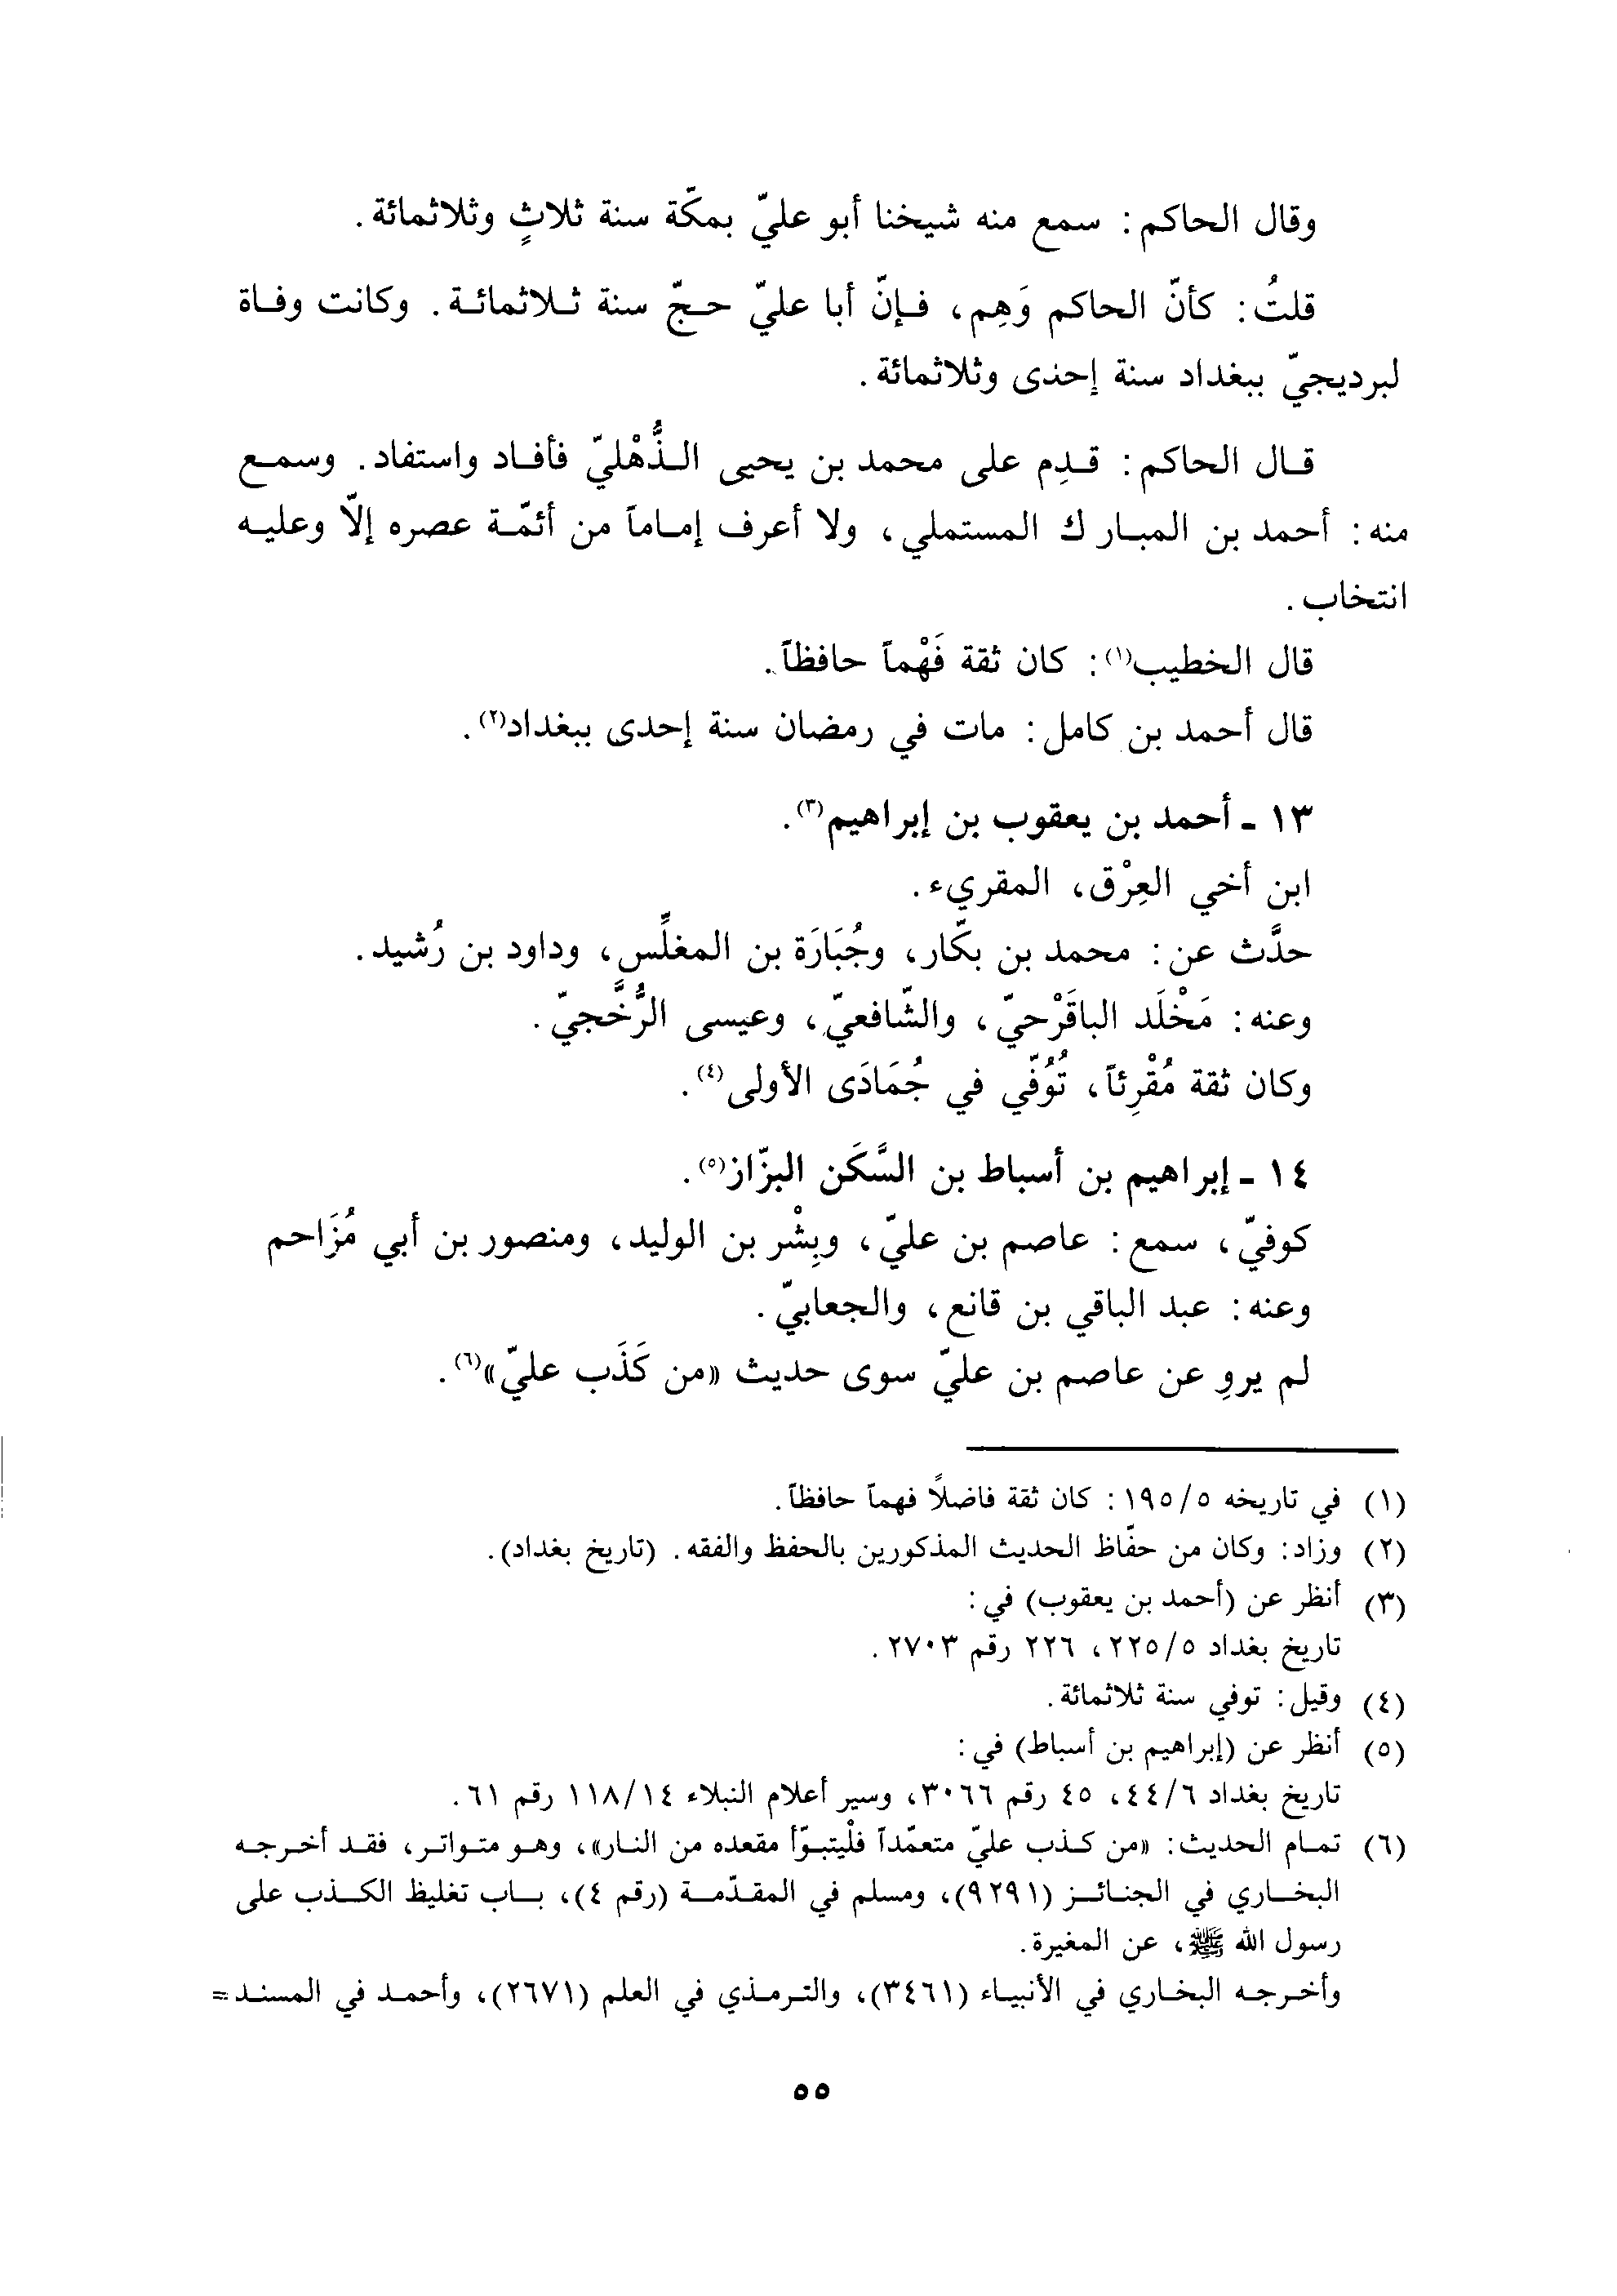 وقال الحاكم: سمع منه شيخنا أبو عليّ بمكّة سنة ثلاثٍ وثلاثمائة.
قلتُ: كأنّ الحاكم وَهِم، فإنّ أبا عليّ حجّ سنة ثلاثمائة. وكانت وفاة
لبرديجيّ ببغداد سنة إحدى وثلاثمائة.
قال الحاكم: قدِم على محمد بن يحيى الذُّهْليّ فأفاد واستفاد. وسمع
منه: أحمد بن المبارك المستملي، ولا أعرف إماماً من أئمّة عصره إلاّ وعليه
انتخاب.
قال الخطيب(١): كان ثقة فَهْماً حافظاً.
قال أحمد بن كامل: مات في رمضان سنة إحدى ببغداد(٢).
١٣ ـ أحمد بن يعقوب بن إبراهيم(٣).
ابن أخي العِرْق، المقريء.
حدَّث عن: محمد بن بكّار، وجُبَارَة بن المغلِّس، وداود بن رُشيد.
وعنه: مَخْلَد الباقَرْحيّ، والشّافعيّ، وعيسى الرُّخَّجيّ.
وكان ثقة مُقْرِئاً، تُوُفّي في جُمَادَى الأولى(٤).
١٤ ـ إبراهيم بن أسباط بن السَّكَن البزّاز(٥).
كوفيّ، سمع: عاصم بن عليّ، وبِشْر بن الوليد، ومنصور بن أبي مُزَاحم
وعنه: عبد الباقي بن قانع، والجعابيّ.
لم يروِ عن عاصم بن عليّ سوى حديث «من كَذَب عليّ»(٦).
(١) في تاريخه ١٩٥/٥: كان ثقة فاضلاً فهماً حافظاً.
(٢) وزاد: وكان من حفّاظ الحديث المذكورين بالحفظ والفقه. (تاريخ بغداد).
(٣) أنظر عن (أحمد بن يعقوب) في:
تاريخ بغداد ٢٢٥/٥، ٢٢٦ رقم ٢٧٠٣.
(٤) وقيل: توفي سنة ثلاثمائة.
(٥) أنظر عن (إبراهيم بن أسباط) في:
تاريخ بغداد ٤٤/٦، ٤٥ رقم ٣٠٦٦، وسير أعلام النبلاء ١١٨/١٤ رقم ٦١.
(٦) تمام الحديث: «من كذب عليّ متعمّداً فلْيتبوّأ مقعده من النار»، وهو متواتر، فقد أخرجه
البخاري في الجنائز (٩٢٩١)، ومسلم في المقدّمة (رقم ٤)، باب تغليظ الكذب على
رسول الله ﷺ، عن المغيرة.
وأخرجه البخاري في الأنبياء (٣٤٦١)، والترمذي في العلم (٢٦٧١)، وأحمد في المسند=
٥٥